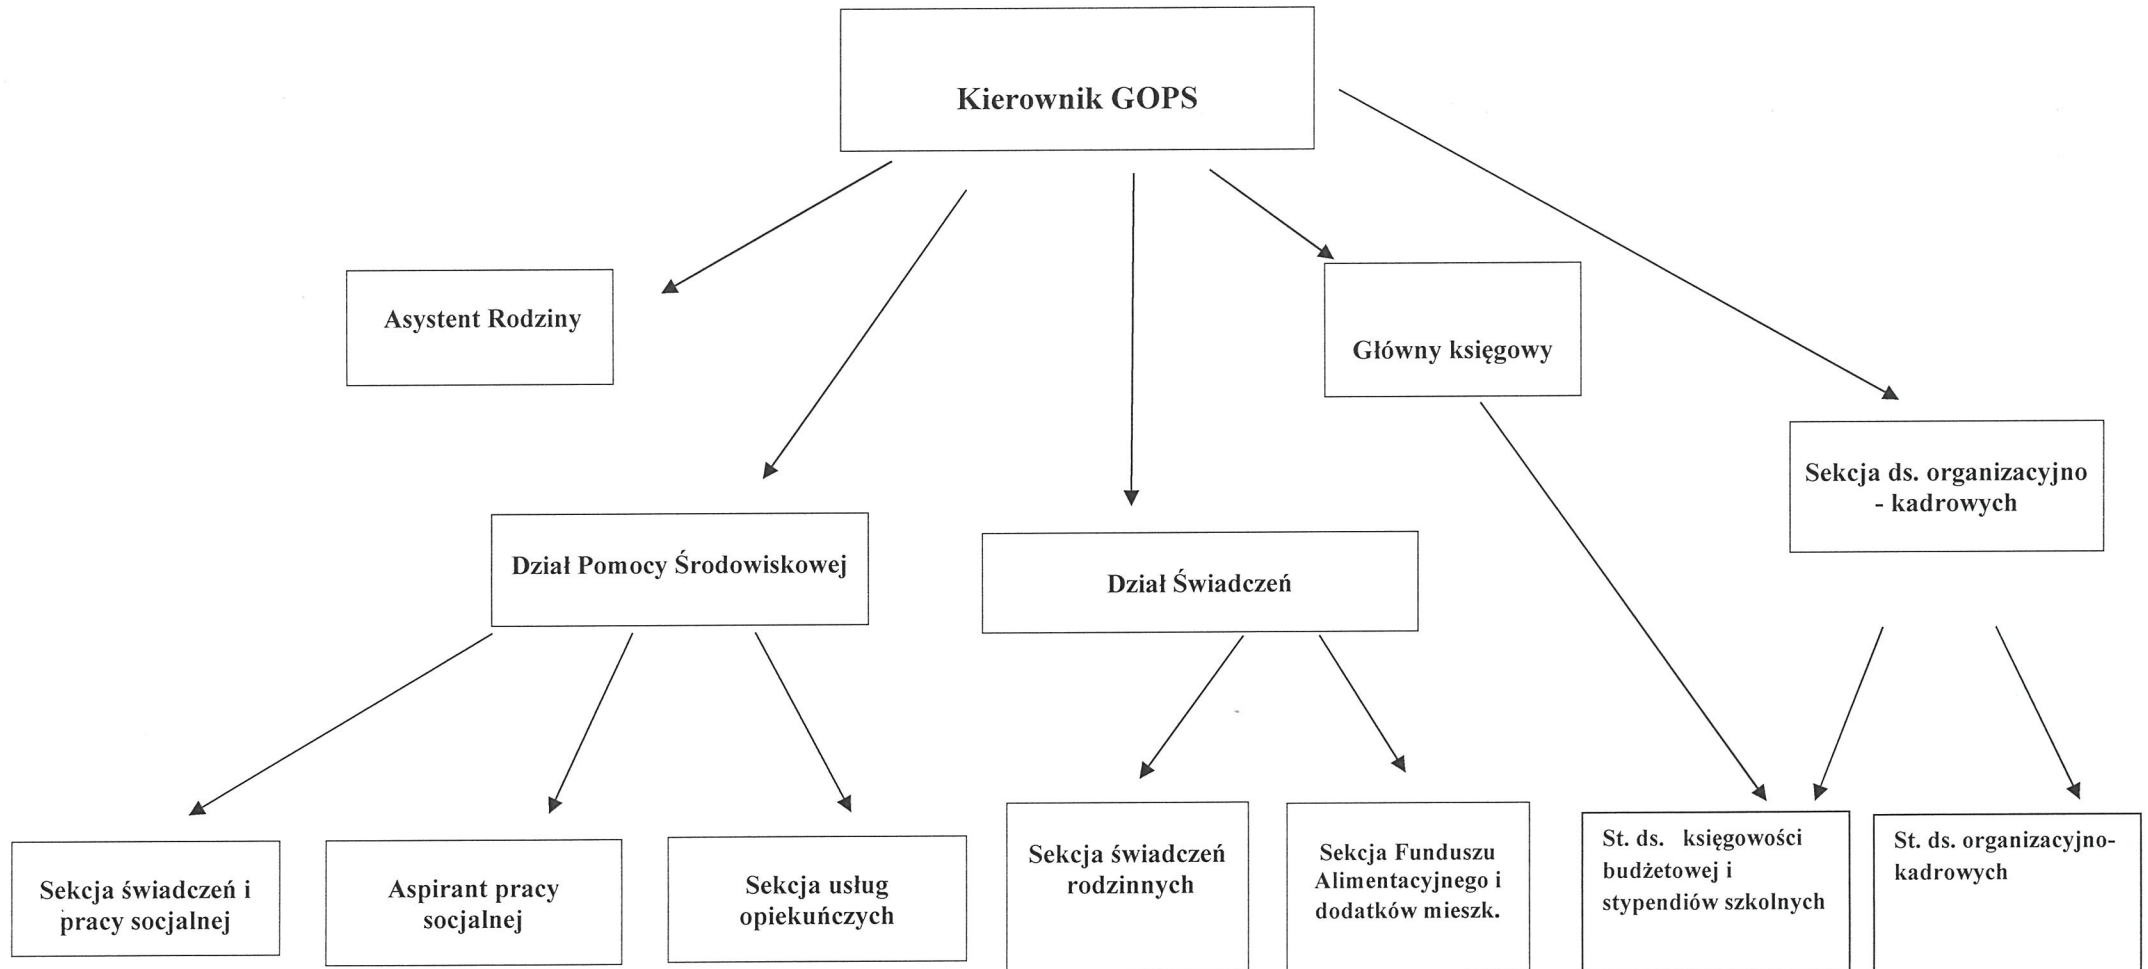 Kierownik GOPS
Asystent Rodziny
Główny księgowy
Sekcja ds. organizacyjno
- kadrowych
Dział Pomocy Środowiskowej
Dział Świadczeń
Sekcja świadczeń i
pracy socjalnej
Aspirant pracy
socjalnej
Sekcja usług
opiekuńczych
Sekcja świadczeń
rodzinnych
Sekcja Funduszu
Alimentacyjnego i
dodatków mieszk.
St. ds. księgowości
budżetowej i
stypendiów szkolnych
St. ds. organizacyjno-
kadrowych